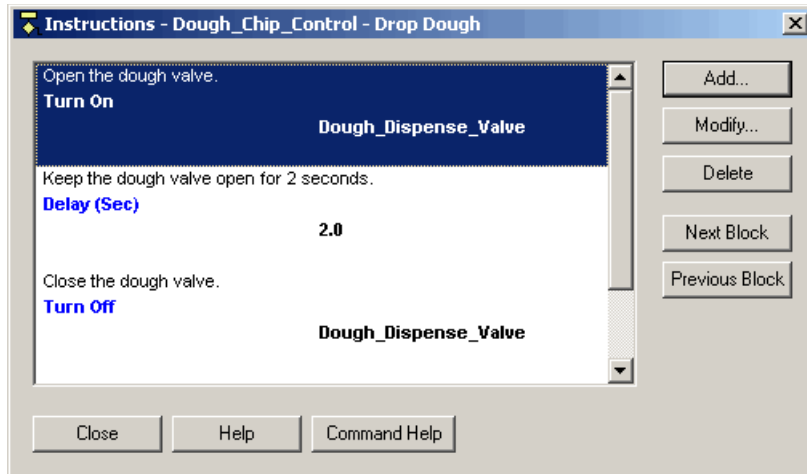 Instructions - Dough_Chip_Control - Drop Dough
Open the dough valve.
Turn On
Dough_Dispense_Valve
Keep the dough valve open for 2 seconds.
Delay (Sec)
2.0
Close the dough valve.
Turn Off
Dough_Dispense_Valve
Add...
Modify...
Delete
Next Block
Previous Block
Close
Help
Command Help